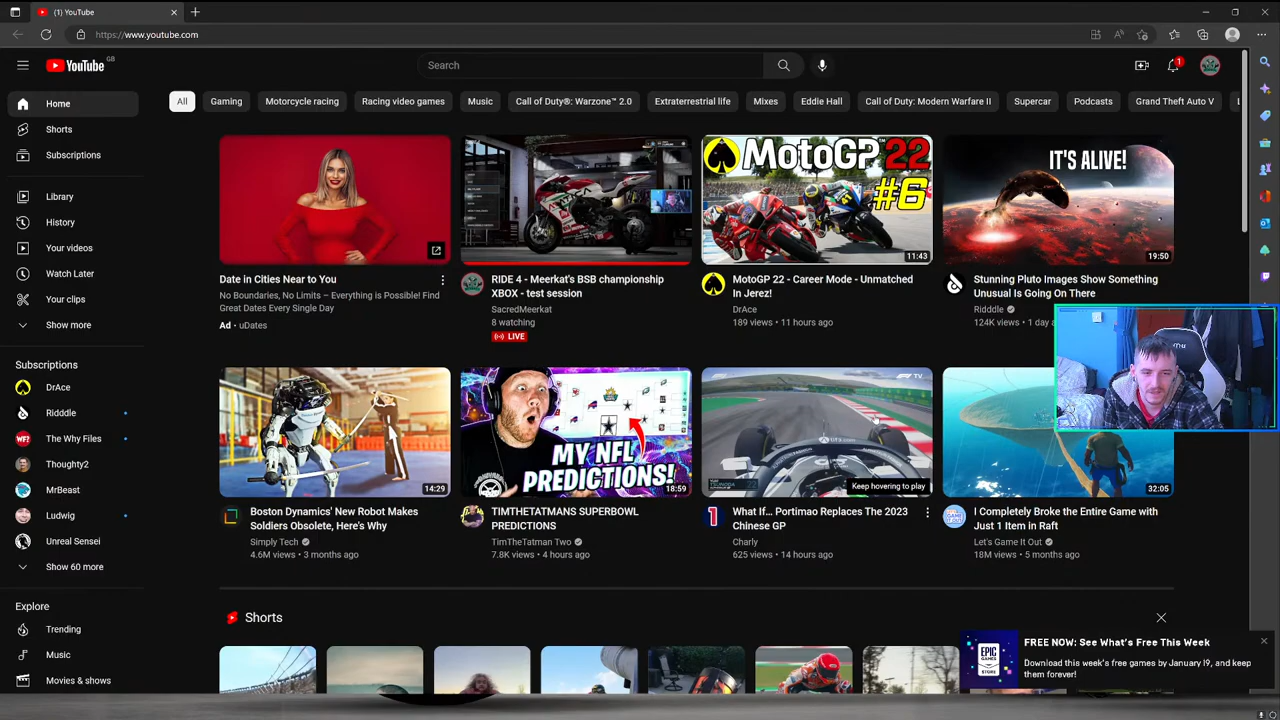 (1) YouTube
https://www.youtube.com
YouTube GB
Search
1
Home
Shorts
Subscriptions
Library
History
Your videos
Watch Later
Your clips
Show more
Subscriptions
DrAce
Ridddle
The Why Files
Thoughty2
MrBeast
Ludwig
Unreal Sensei
Show 60 more
Explore
Trending
Music
Movies & shows
All
Gaming
Motorcycle racing
Racing video games
Music
Call of Duty®: Warzone™ 2.0
Extraterrestrial life
Mixes
Eddie Hall
Call of Duty: Modern Warfare II
Supercar
Podcasts
Grand Theft Auto V
Date in Cities Near to You
No Boundaries, No Limits – Everything is Possible! Find
Great Dates Every Single Day
Ad · uDates
RIDE 4 - Meerkat's BSB championship
XBOX - test session
SacredMeerkat
8 watching
LIVE
MotoGP 22
#6
11:43
MotoGP 22 - Career Mode - Unmatched
In Jerez!
DrAce
189 views • 11 hours ago
IT'S ALIVE!
19:50
Stunning Pluto Images Show Something
Unusual Is Going On There
Ridddle
124K views • 1 day
14:29
Boston Dynamics' New Robot Makes
Soldiers Obsolete, Here's Why
Simply Tech
4.6M views • 3 months ago
MY NFL
PREDICTIONS!
18:59
TIMTHETATMANS SUPERBOWL
PREDICTIONS
TimTheTatman Two
7.8K views • 4 hours ago
TV
TSUNODA
Keep hovering to play
What If... Portimao Replaces The 2023
Chinese GP
Charly
625 views • 14 hours ago
32:05
I Completely Broke the Entire Game with
Just 1 Item in Raft
Let's Game It Out
18M views • 5 months ago
Shorts
EPIC
GAMES
STORE
FREE NOW: See What's Free This Week
Download this week's free games by January 19, and keep
them forever!